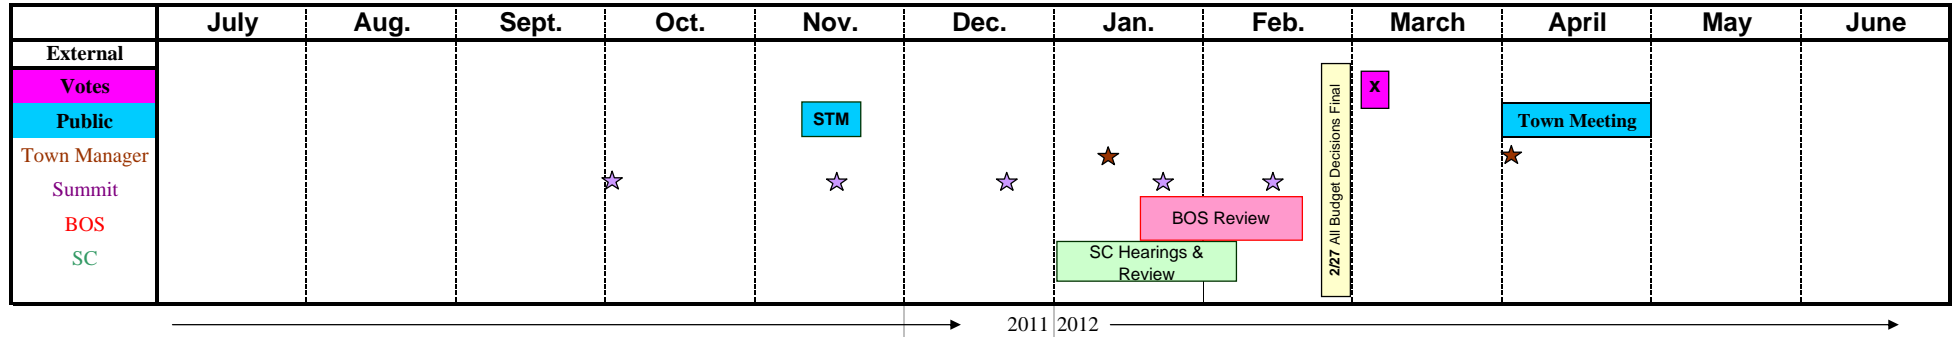 July Aug. Sept. Oct. Nov. Dec. Jan. Feb. March April May June
External
Votes
X
Public
STM
Town Meeting
Town Manager
Summit
BOS
BOS Review
SC
SC Hearings &
Review
2/27 All Budget Decisions Final
2011 2012